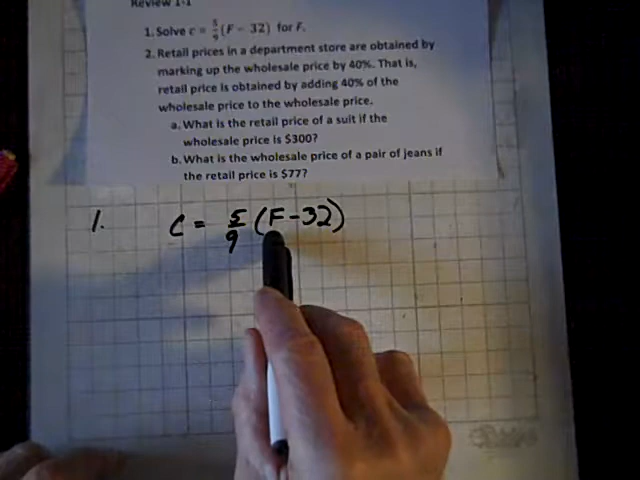 Review 1-1
1. Solve c = 5/9 (F − 32) for F.
2. Retail prices in a department store are obtained by
marking up the wholesale price by 40%. That is,
retail price is obtained by adding 40% of the
wholesale price to the wholesale price.
a. What is the retail price of a suit if the
wholesale price is $300?
b. What is the wholesale price of a pair of jeans if
the retail price is $77?
1. C = 5/9 (F-32)